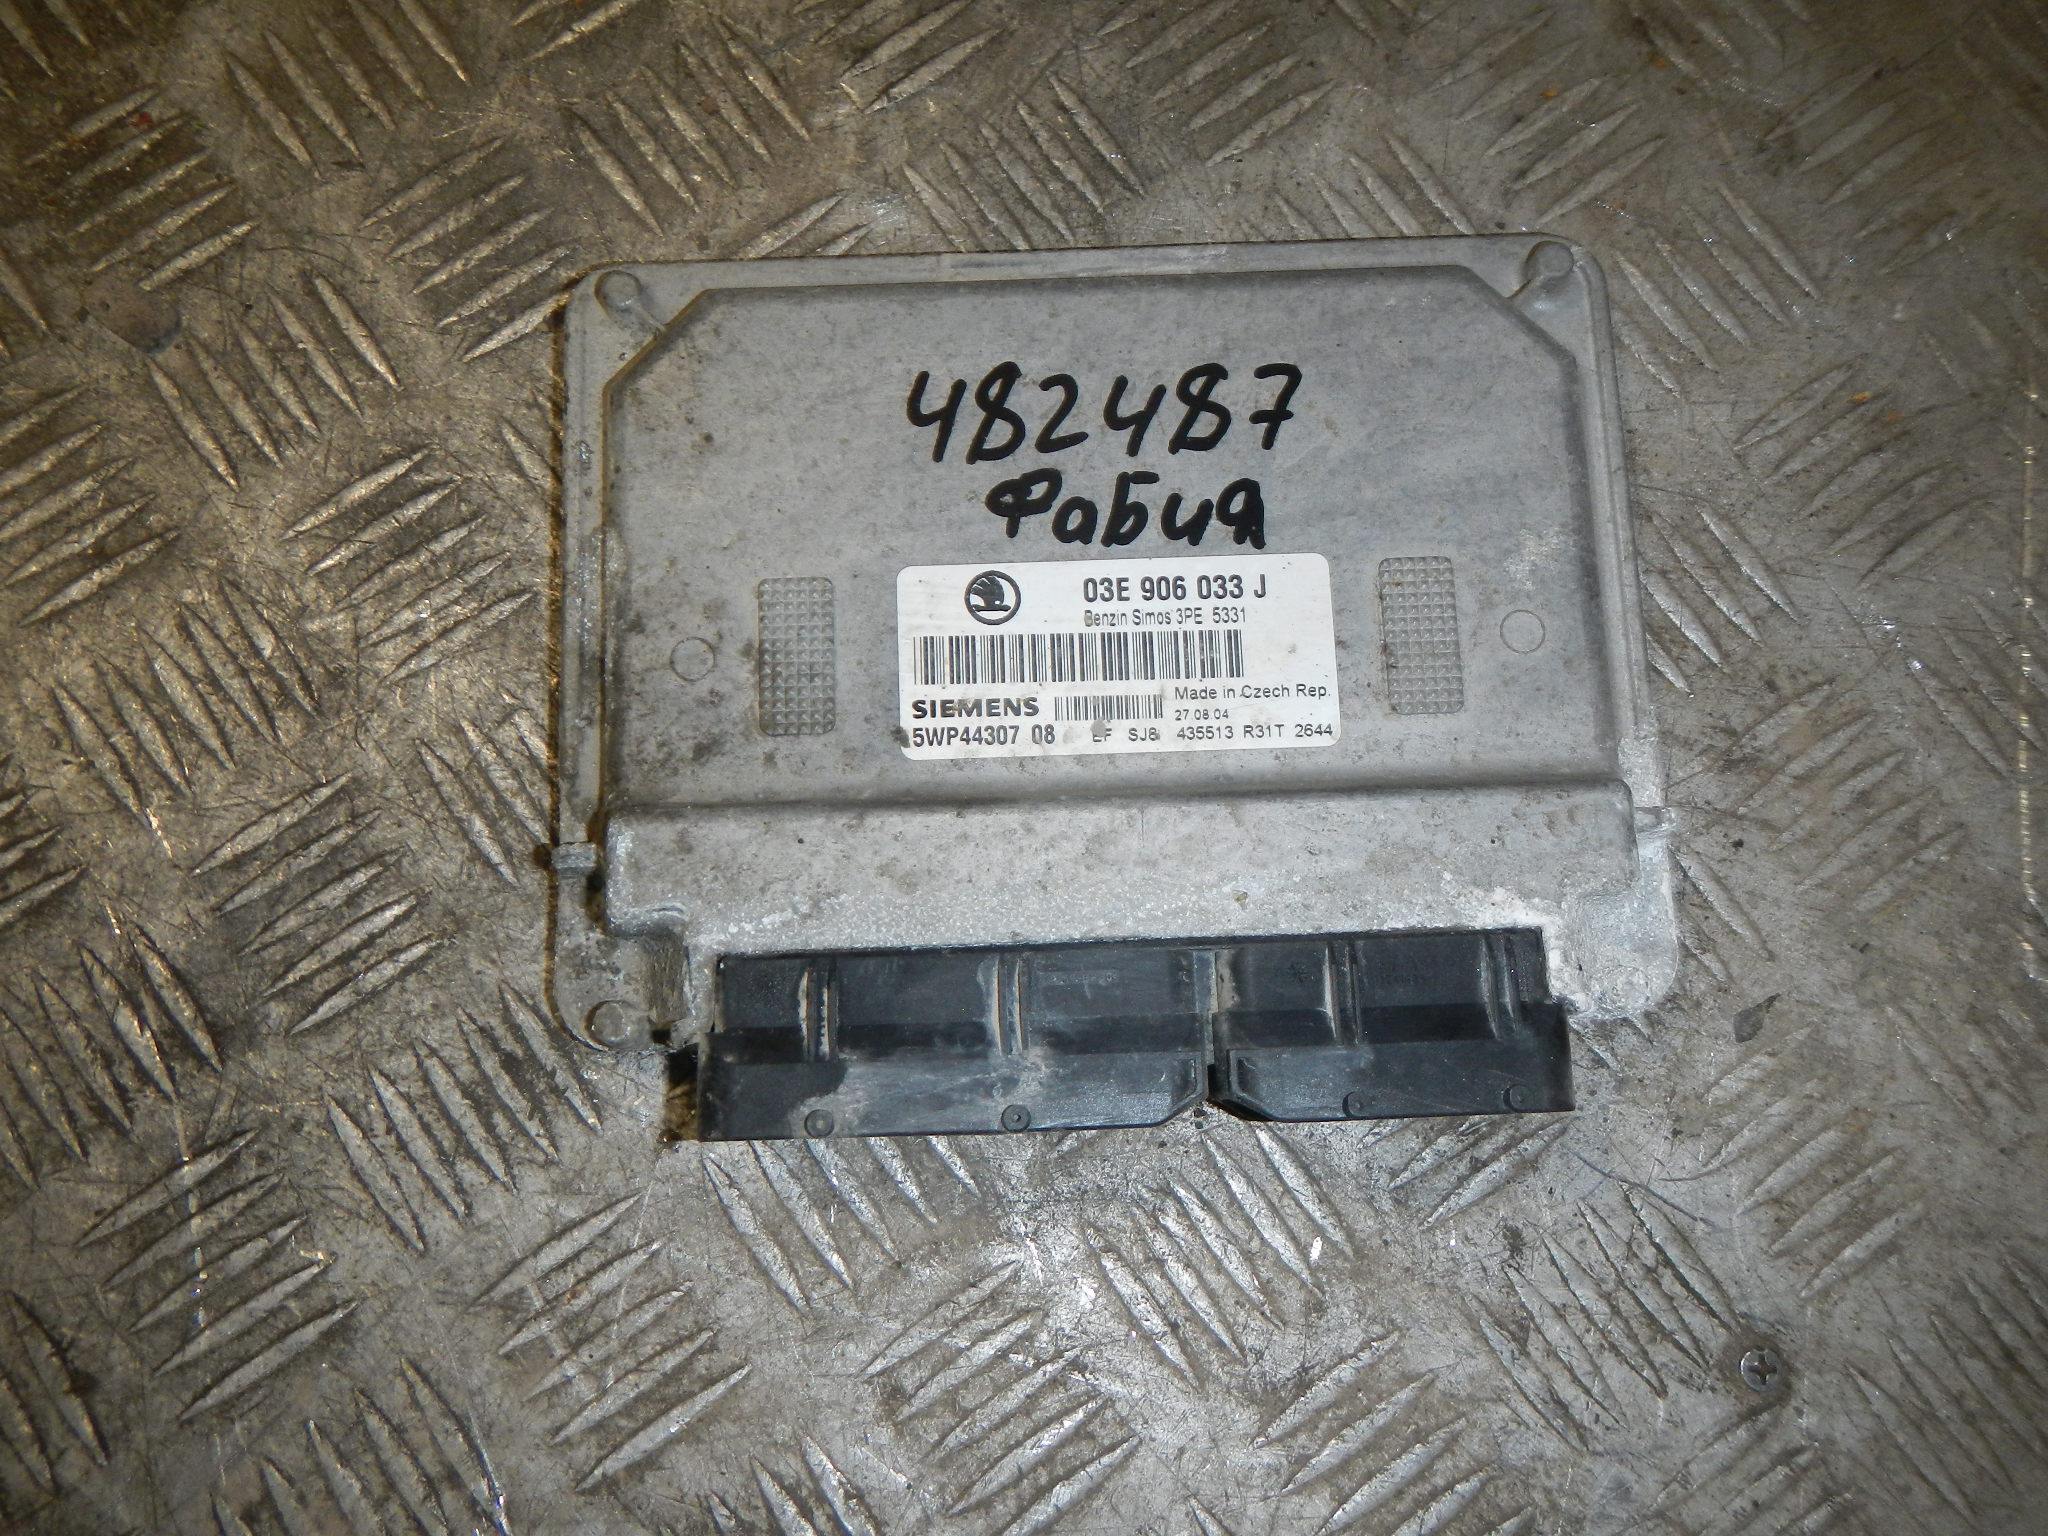 482487
Фабия
03E 906 033 J
Benzin Simos 3PE 5331
Made in Czech Rep.
SIEMENS
27.08.04
5WP44307 08 SJ8 435513 R31T 2644